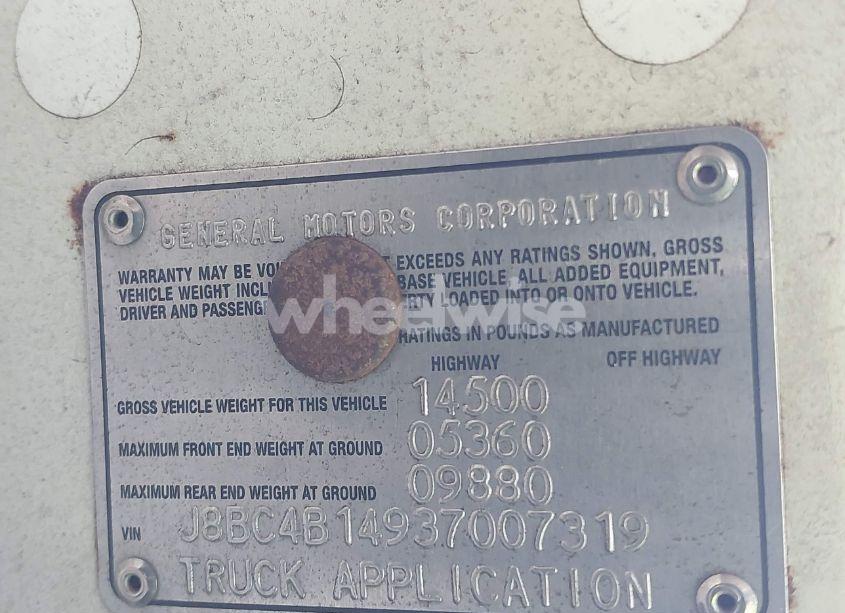 GENERAL MOTORS CORPORATION
WARRANTY MAY BE EXCEEDS ANY RATINGS SHOWN. GROSS
VEHICLE WEIGHT BASE VEHICLE, ALL ADDED EQUIPMENT,
DRIVER AND LOADED INTO OR ONTO VEHICLE.
wheelwise
RATINGS IN POUNDS AS MANUFACTURED
HIGHWAY OFF HIGHWAY
GROSS VEHICLE WEIGHT FOR THIS VEHICLE 14500
MAXIMUM FRONT END WEIGHT AT GROUND 05360
MAXIMUM REAR END WEIGHT AT GROUND 09880
VIN J8BC4B14937007319
TRUCK APPLICATION